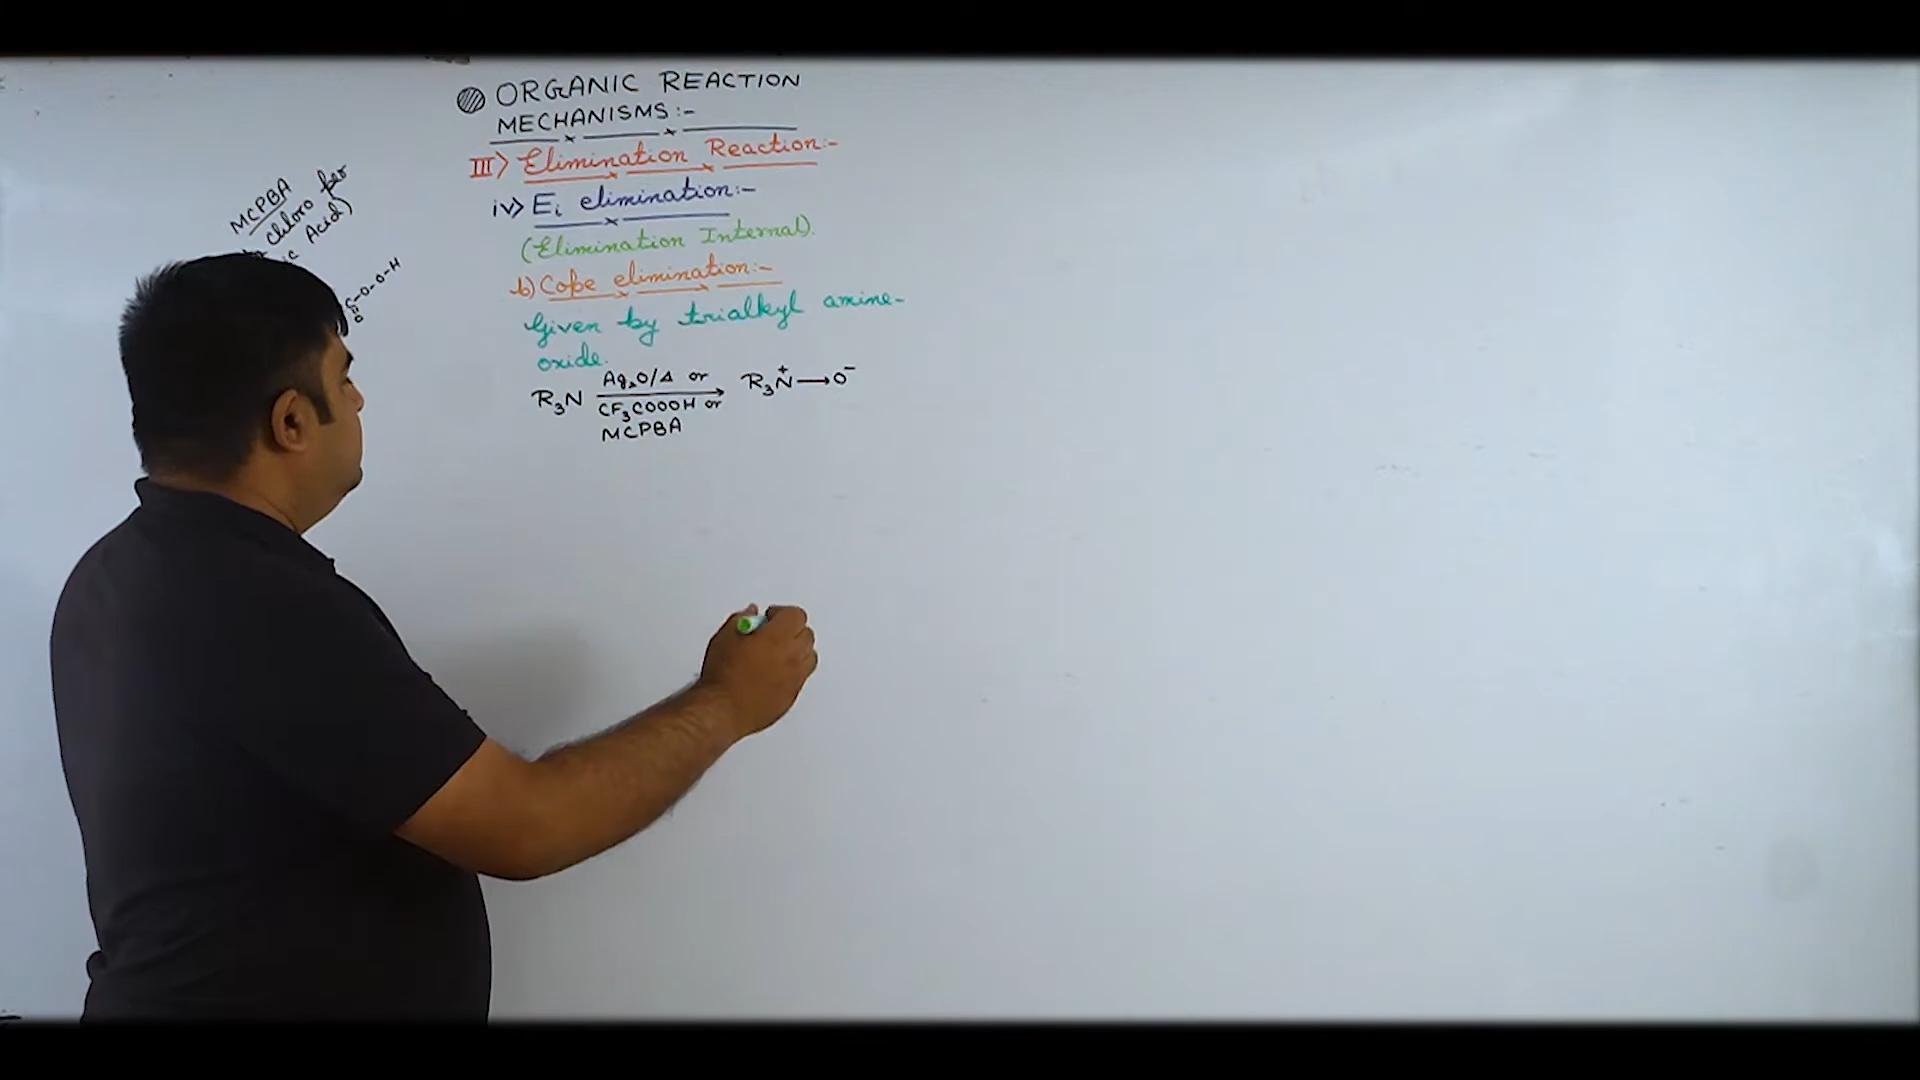 ORGANIC REACTION
MECHANISMS:-
III> Elimination Reaction:-
iv> Ei elimination:-
(Elimination Internal).
b) Cope elimination:-
Given by trialkyl amine-
oxide.
R₃N Ag₂O/Δ or R₃N⁺→O⁻
CF₃COOOH or
MCPBA
MCPBA
chloro per
Acid)
C-O-O-H
=O